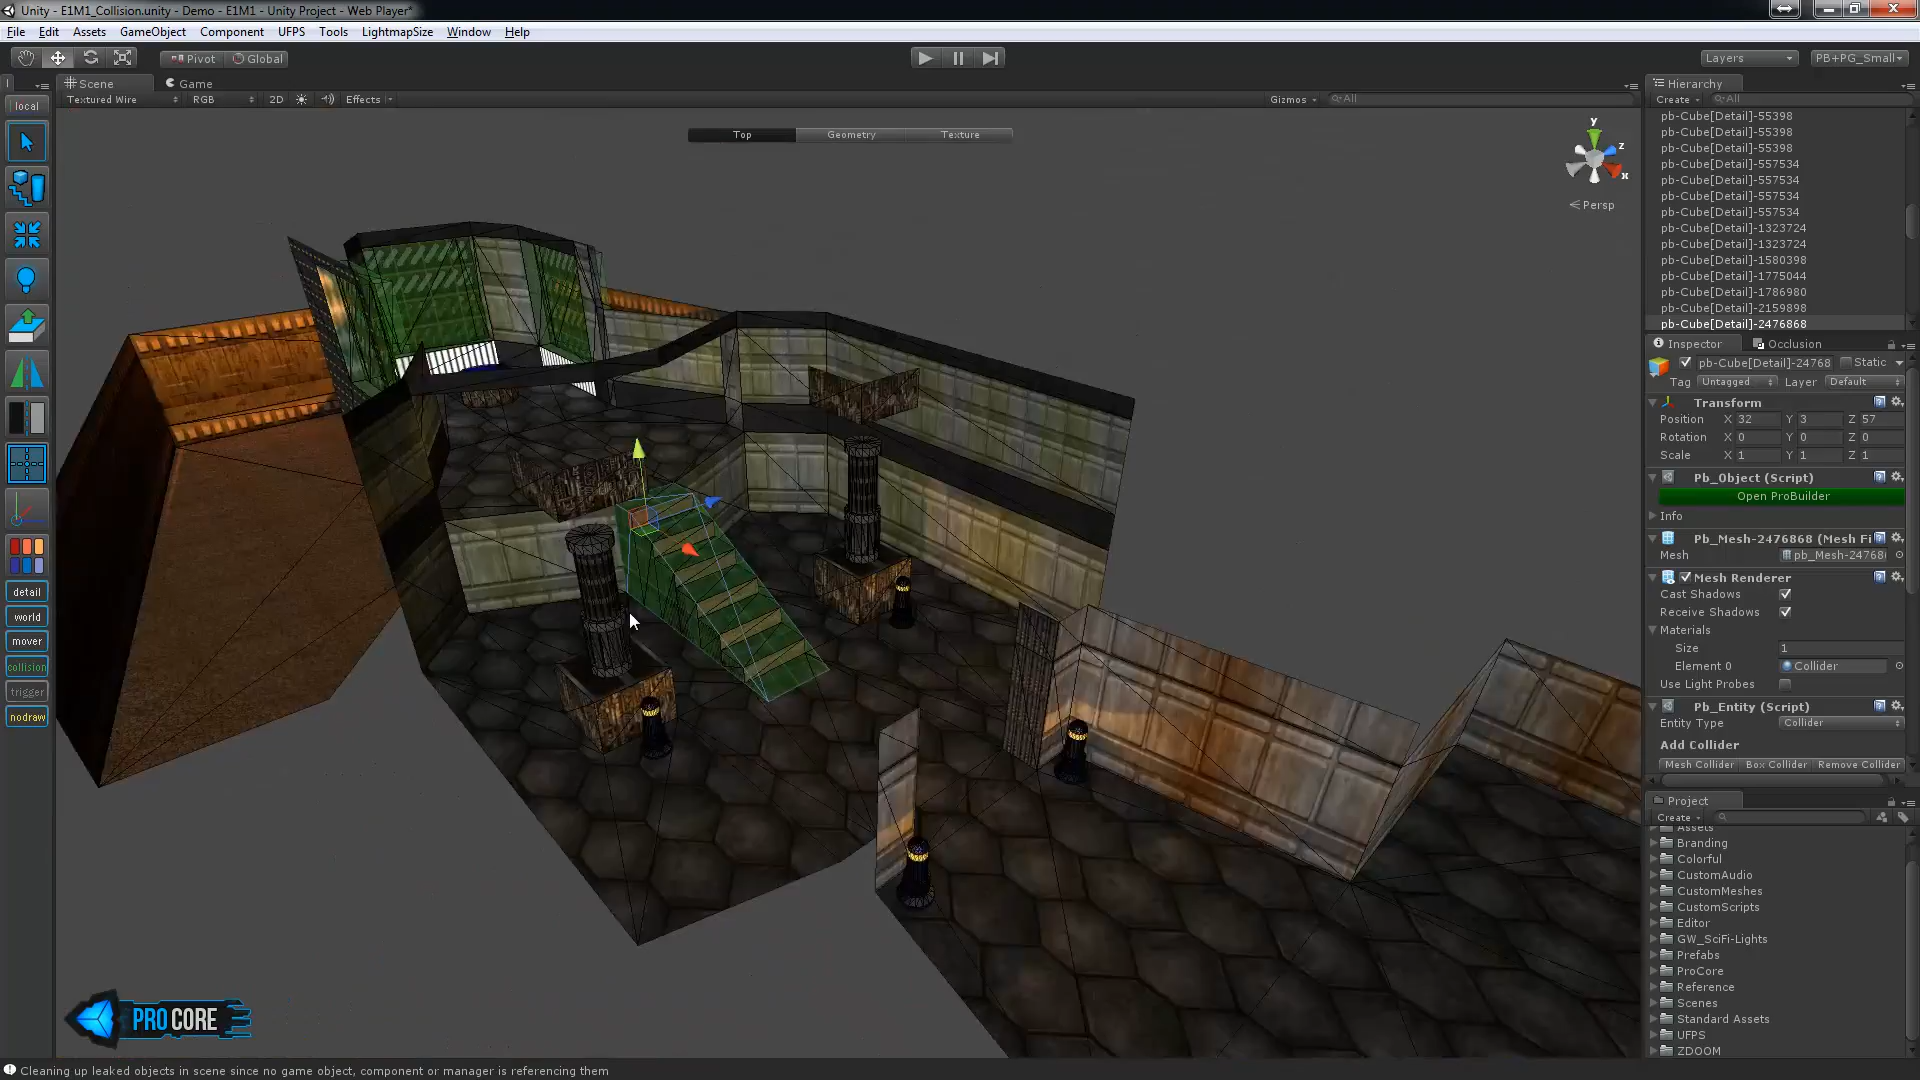 Unity - E1M1_Collision.unity - Demo - E1M1 - Unity Project - Web Player*
File Edit Assets GameObject Component UFPS Tools LightmapSize Window Help
Pivot Global Layers PB+PG_Small
Scene Game
Textured Wire RGB 2D Effects Gizmos All
local
Top Geometry Texture
y
z
x
Persp
detail
world
mover
collision
trigger
nodraw
PROCORE
Hierarchy
Create All
pb-Cube[Detail]-55398
pb-Cube[Detail]-55398
pb-Cube[Detail]-55398
pb-Cube[Detail]-557534
pb-Cube[Detail]-557534
pb-Cube[Detail]-557534
pb-Cube[Detail]-557534
pb-Cube[Detail]-1323724
pb-Cube[Detail]-1323724
pb-Cube[Detail]-1580398
pb-Cube[Detail]-1775044
pb-Cube[Detail]-1786980
pb-Cube[Detail]-2159898
pb-Cube[Detail]-2476868
Inspector Occlusion
pb-Cube[Detail]-24768 Static
Tag Untagged Layer Default
Transform
Position X 32 Y 3 Z 57
Rotation X 0 Y 0 Z 0
Scale X 1 Y 1 Z 1
Pb_Object (Script)
Open ProBuilder
Info
Pb_Mesh-2476868 (Mesh Fi
Mesh pb_Mesh-24768
Mesh Renderer
Cast Shadows
Receive Shadows
Materials
Size 1
Element 0 Collider
Use Light Probes
Pb_Entity (Script)
Entity Type Collider
Add Collider
Mesh Collider Box Collider Remove Collider
Project
Create
Assets
Branding
Colorful
CustomAudio
CustomMeshes
CustomScripts
Editor
GW_SciFi-Lights
Prefabs
ProCore
Reference
Scenes
Standard Assets
UFPS
ZDOOM
Cleaning up leaked objects in scene since no game object, component or manager is referencing them